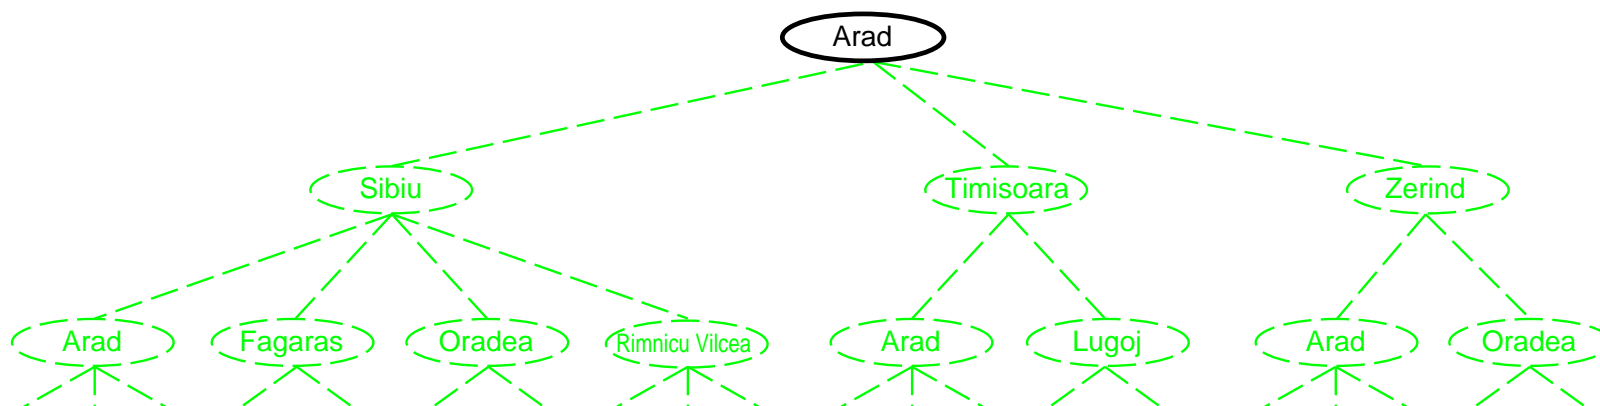 Arad
Sibiu
Timisoara
Zerind
Arad
Fagaras
Oradea
Rimnicu Vilcea
Arad
Lugoj
Arad
Oradea